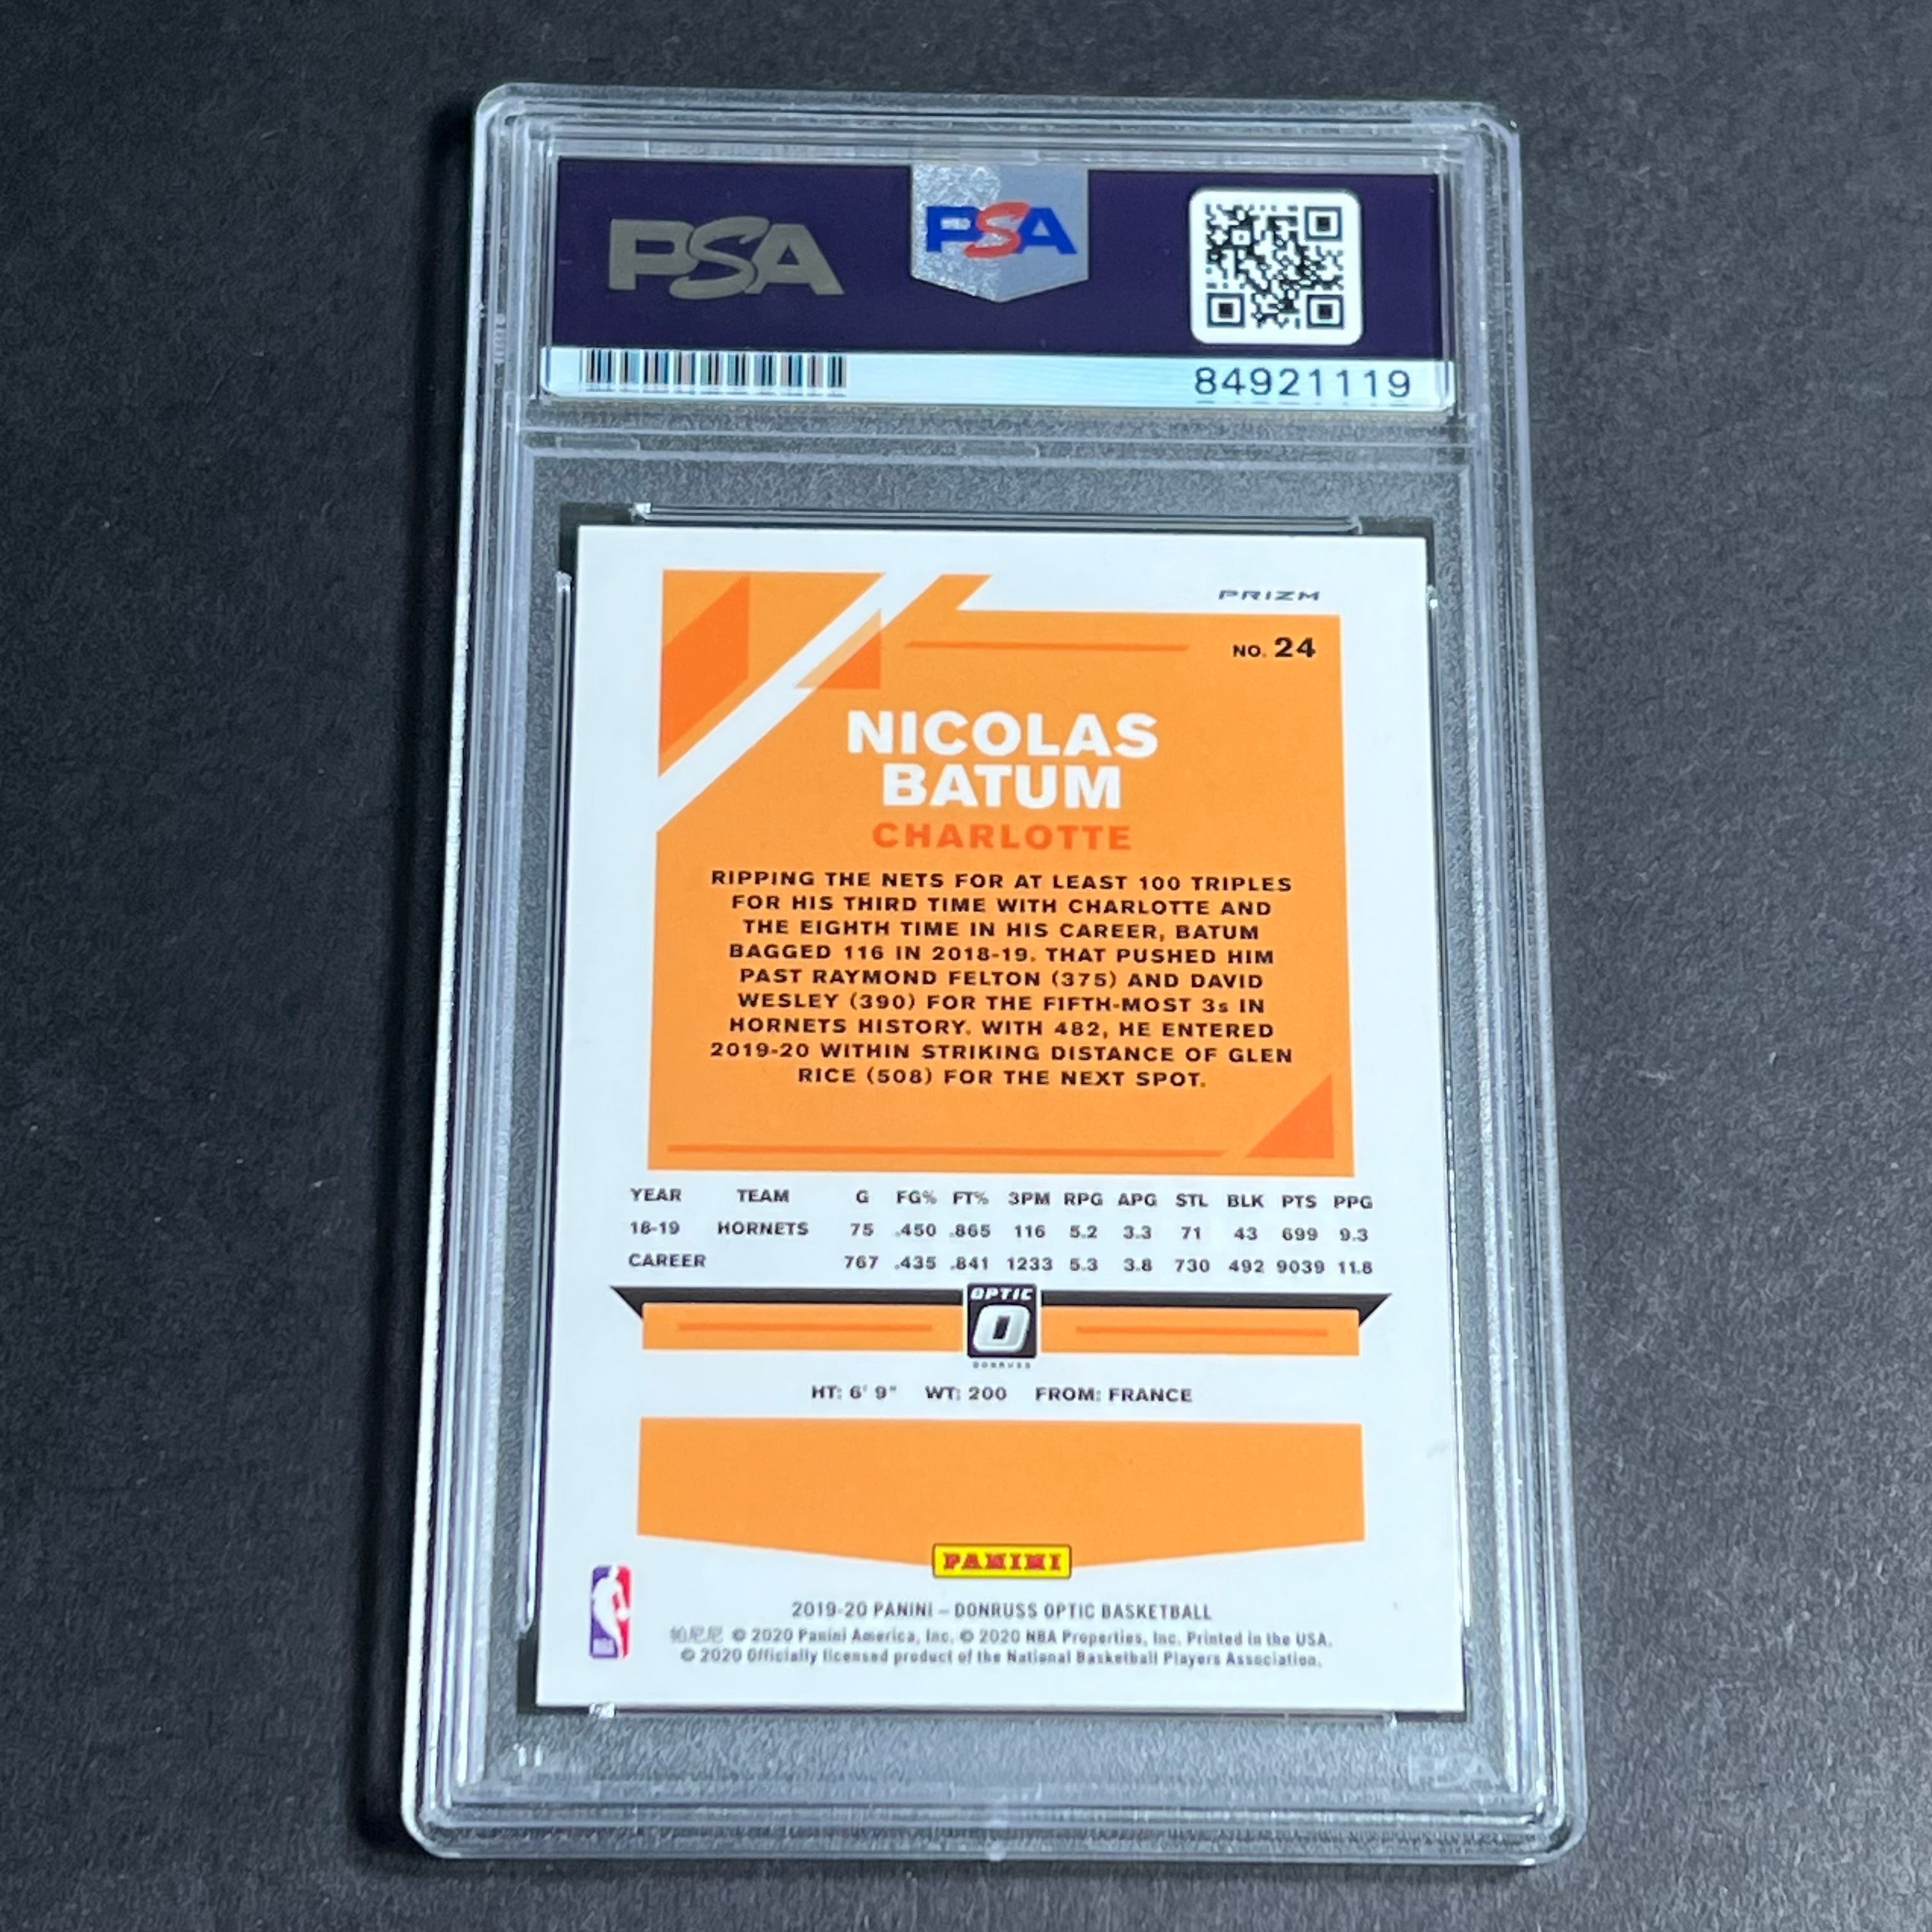 PSA PSA
84921119
PRIZM
NO. 24
NICOLAS
BATUM
CHARLOTTE
RIPPING THE NETS FOR AT LEAST 100 TRIPLES
FOR HIS THIRD TIME WITH CHARLOTTE AND
THE EIGHTH TIME IN HIS CAREER, BATUM
BAGGED 116 IN 2018-19. THAT PUSHED HIM
PAST RAYMOND FELTON (375) AND DAVID
WESLEY (390) FOR THE FIFTH-MOST 3s IN
HORNETS HISTORY. WITH 482, HE ENTERED
2019-20 WITHIN STRIKING DISTANCE OF GLEN
RICE (508) FOR THE NEXT SPOT.
YEAR TEAM G FG% FT% 3PM RPG APG STL BLK PTS PPG
18-19 HORNETS 75 .450 .865 116 5.2 3.3 71 43 699 9.3
CAREER 767 .435 .841 1233 5.3 3.8 730 492 9039 11.8
OPTIC
O
DONRUSS
HT: 6' 9" WT: 200 FROM: FRANCE
PANINI
NBA
2019-20 PANINI – DONRUSS OPTIC BASKETBALL
帕尼尼 © 2020 Panini America, Inc. © 2020 NBA Properties, Inc. Printed in the USA.
© 2020 Officially licensed product of the National Basketball Players Association.
PSA